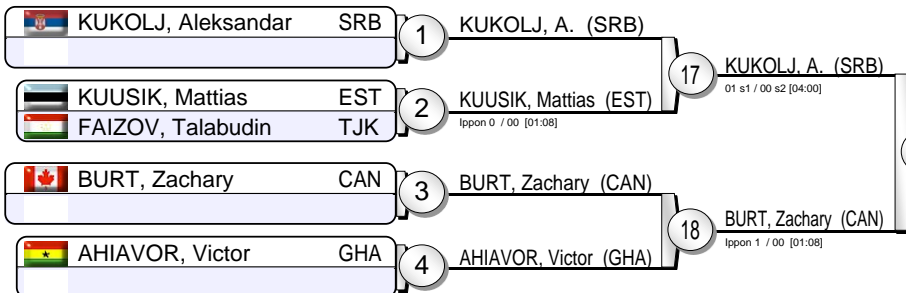 KUKOLJ, Aleksandar SRB
1
KUKOLJ, A. (SRB)
KUUSIK, Mattias EST
FAIZOV, Talabudin TJK
2
KUUSIK, Mattias (EST)
Ippon 0 / 00 [01:08]
17
KUKOLJ, A. (SRB)
01 s1 / 00 s2 [04:00]
BURT, Zachary CAN
3
BURT, Zachary (CAN)
AHIAVOR, Victor GHA
4
AHIAVOR, Victor (GHA)
18
BURT, Zachary (CAN)
Ippon 1 / 00 [01:08]